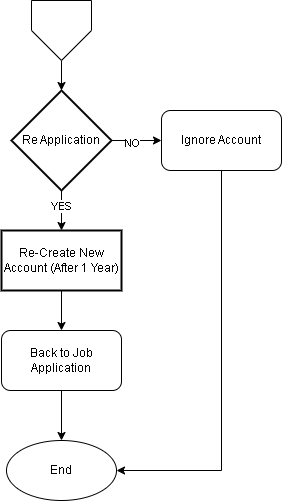 Re Application
NO
Ignore Account
YES
Re-Create New
Account (After 1 Year)
Back to Job
Application
End